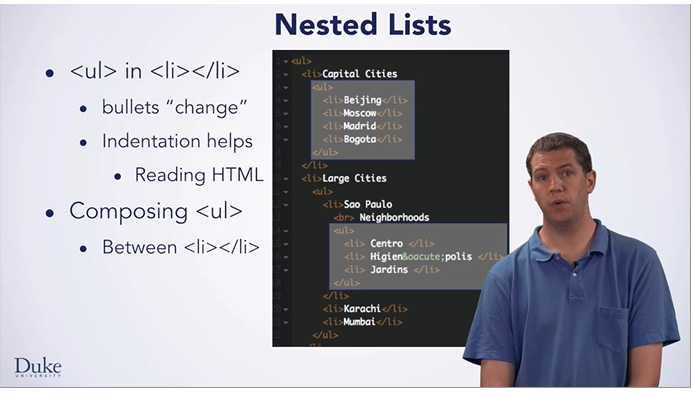 Nested Lists
• <ul> in <li></li>
• bullets “change”
• Indentation helps
• Reading HTML
• Composing <ul>
• Between <li></li>
<ul>
<li>Capital Cities
<ul>
<li>Beijing</li>
<li>Moscow</li>
<li>Madrid</li>
<li>Bogota</li>
</ul>
</li>
<li>Large Cities
<ul>
<li>Sao Paulo
<br> Neighborhoods
<ul>
<li> Centro </li>
<li> Higien&oacute;polis </li>
<li> Jardins </li>
</ul>
</li>
<li>Karachi</li>
<li>Mumbai</li>
</ul>
Duke
UNIVERSITY